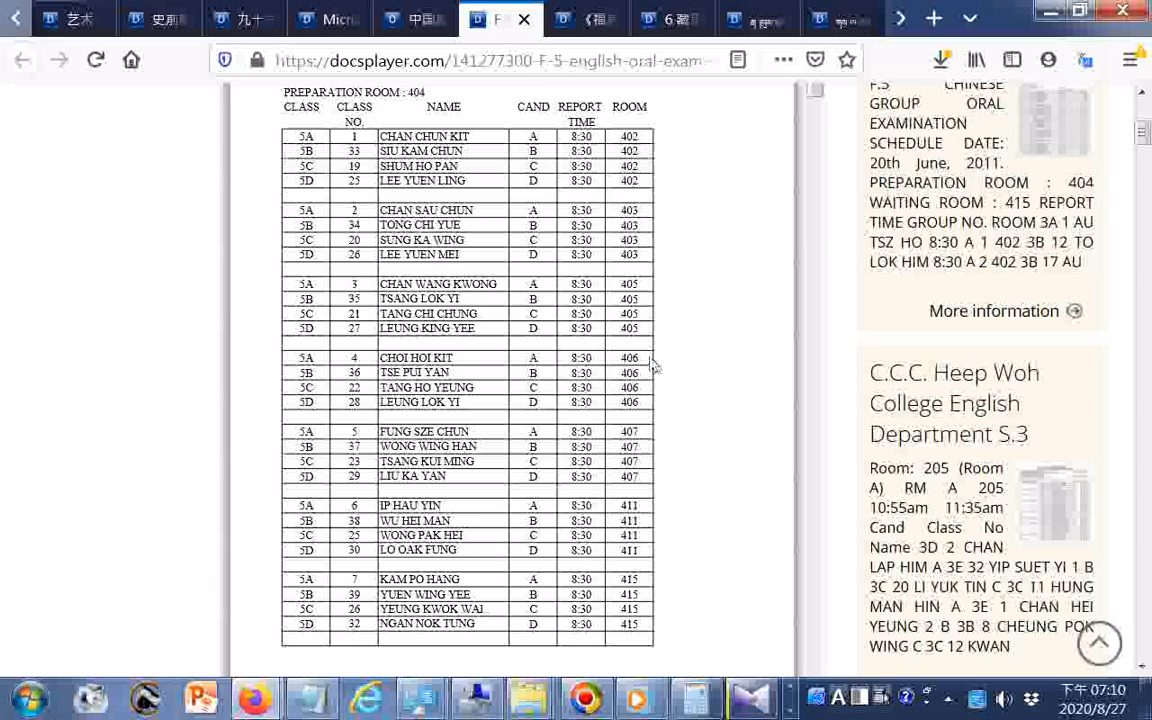 艺术
史前
九十一
Micr
中国
F
《福
6 藏
https://docsplayer.com/141277300-F-5-english-oral-exam-
PREPARATION ROOM : 404
CLASS CLASS NO. NAME CAND REPORT TIME ROOM
5A 1 CHAN CHUN KIT A 8:30 402
5B 33 SIU KAM CHUN B 8:30 402
5C 19 SHUM HO PAN C 8:30 402
5D 25 LEE YUEN LING D 8:30 402
5A 2 CHAN SAU CHUN A 8:30 403
5B 34 TONG CHI YUE B 8:30 403
5C 20 SUNG KA WING C 8:30 403
5D 26 LEE YUEN MEI D 8:30 403
5A 3 CHAN WANG KWONG A 8:30 405
5B 35 TSANG LOK YI B 8:30 405
5C 21 TANG CHI CHUNG C 8:30 405
5D 27 LEUNG KING YEE D 8:30 405
5A 4 CHOI HOI KIT A 8:30 406
5B 36 TSE PUI YAN B 8:30 406
5C 22 TANG HO YEUNG C 8:30 406
5D 28 LEUNG LOK YI D 8:30 406
5A 5 FUNG SZE CHUN A 8:30 407
5B 37 WONG WING HAN B 8:30 407
5C 23 TSANG KUI MING C 8:30 407
5D 29 LIU KA YAN D 8:30 407
5A 6 IP HAU YIN A 8:30 411
5B 38 WU HEI MAN B 8:30 411
5C 25 WONG PAK HEI C 8:30 411
5D 30 LO OAK FUNG D 8:30 411
5A 7 KAM PO HANG A 8:30 415
5B 39 YUEN WING YEE B 8:30 415
5C 26 YEUNG KWOK WAI C 8:30 415
5D 32 NGAN NOK TUNG D 8:30 415
F.5 CHINESE
GROUP ORAL
EXAMINATION
SCHEDULE DATE:
20th June, 2011.
PREPARATION ROOM : 404
WAITING ROOM : 415 REPORT
TIME GROUP NO. ROOM 3A 1 AU
TSZ HO 8:30 A 1 402 3B 12 TO
LOK HIM 8:30 A 2 402 3B 17 AU
More information
C.C.C. Heep Woh
College English
Department S.3
Room: 205 (Room
A) RM A 205
10:55am 11:35am
Cand Class No
Name 3D 2 CHAN
LAP HIM A 3E 32 YIP SUET YI 1 B
3C 20 LI YUK TIN C 3C 11 HUNG
MAN HIN A 3E 1 CHAN HEI
YEUNG 2 B 3B 8 CHEUNG POK
WING C 3C 12 KWAN
下午 07:10
2020/8/27